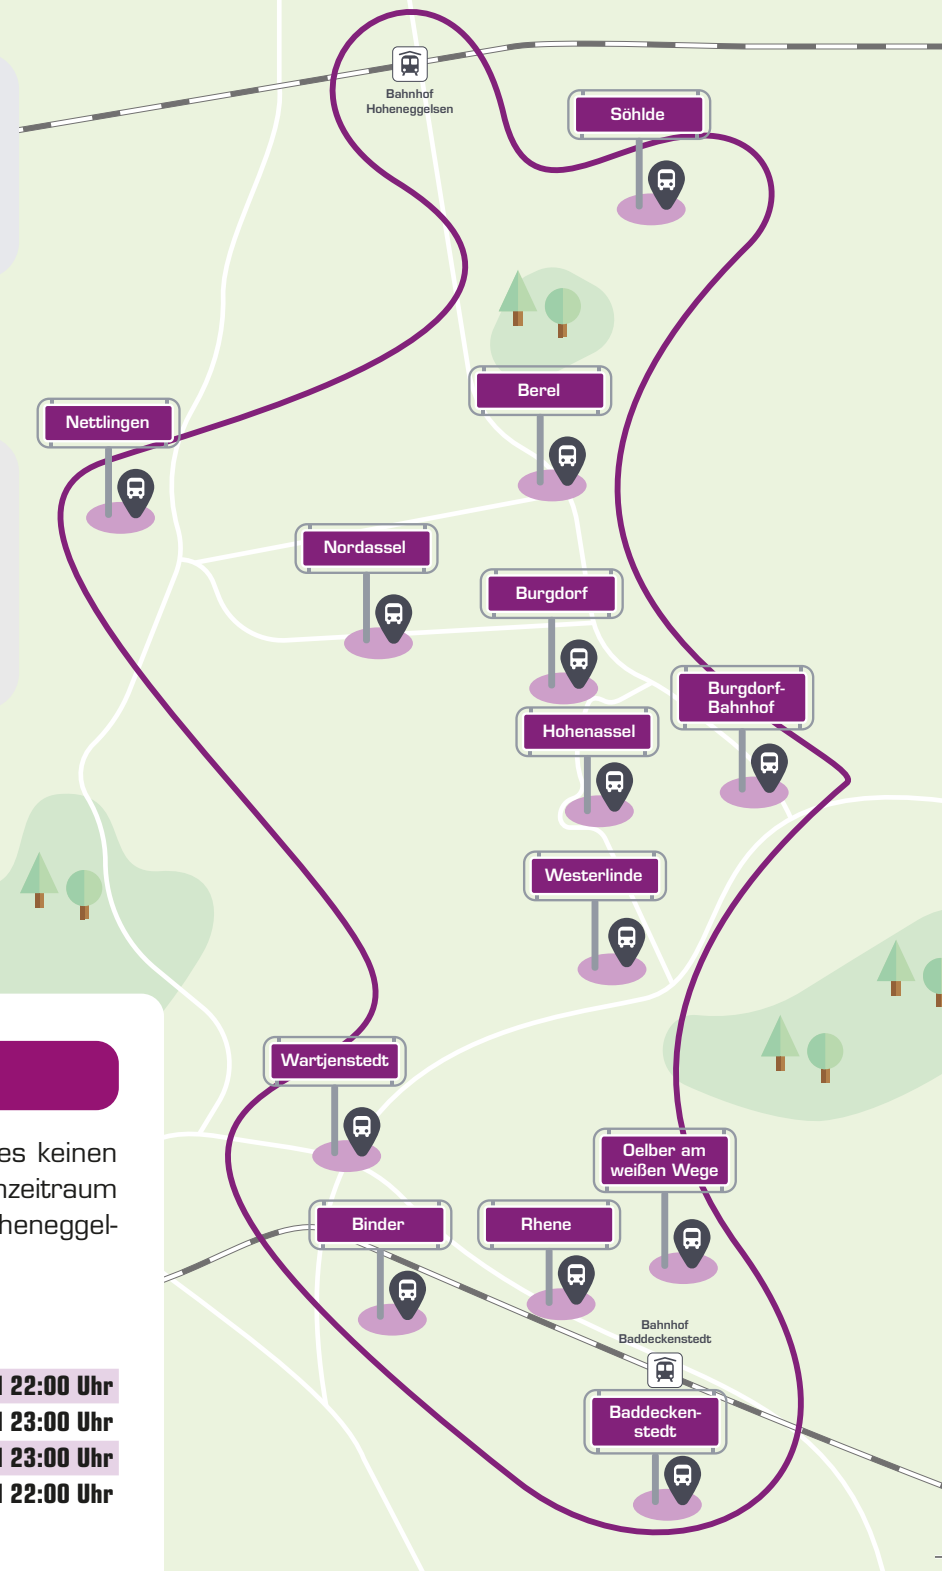 Bahnhof
Hoheneggelsen
Söhlde
Berel
Nettlingen
Nordassel
Burgdorf
Burgdorf-
Bahnhof
Hohenassel
Westerlinde
Wartjenstedt
Oelber am
weißen Wege
Binder
Rhene
Bahnhof
Baddeckenstedt
Baddecken-
stedt
es keinen
nzeitraum
heneggel-
22:00 Uhr
23:00 Uhr
23:00 Uhr
22:00 Uhr